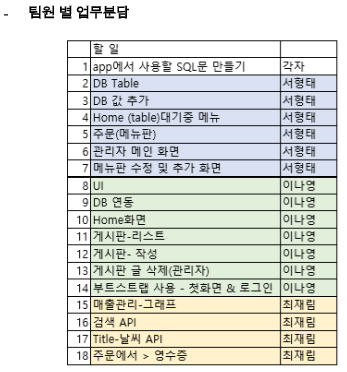 - 팀원 별 업무분담
할 일
1 app에서 사용할 SQL문 만들기 각자
2 DB Table 서형태
3 DB 값 추가 서형태
4 Home (table)대기중 메뉴 서형태
5 주문(메뉴판) 서형태
6 관리자 메인 화면 서형태
7 메뉴판 수정 및 추가 화면 서형태
8 UI 이나영
9 DB 연동 이나영
10 Home화면 이나영
11 게시판-리스트 이나영
12 게시판- 작성 이나영
13 게시판 글 삭제(관리자) 이나영
14 부트스트랩 사용 - 첫화면 & 로그인 이나영
15 매출관리-그래프 최재림
16 검색 API 최재림
17 Title-날씨 API 최재림
18 주문에서 > 영수증 최재림